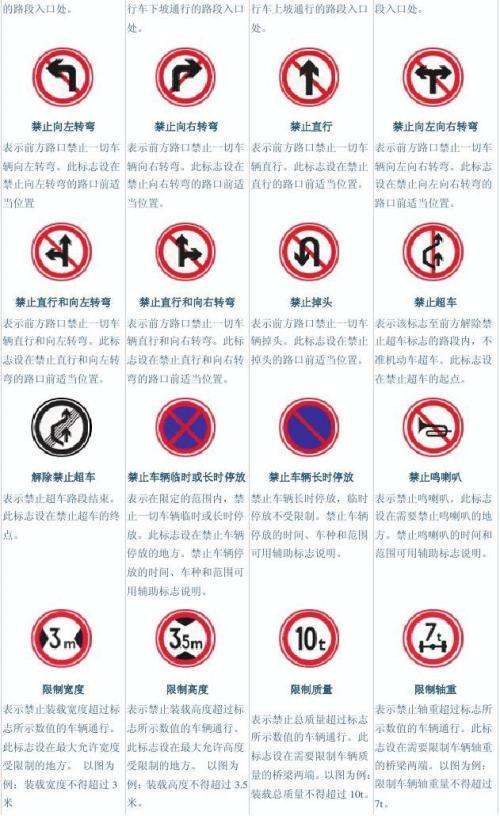 的路段入口处。
行车下坡通行的路段入口
处。
行车上坡通行的路段入口
处。
段入口处。
禁止向左转弯
表示前方路口禁止一切车
辆向左转弯。此标志设在
禁止向左转弯的路口前适
当位置
禁止向右转弯
表示前方路口禁止一切车
辆向右转弯。此标志设在
禁止向右转弯的路口前适
当位置。
禁止直行
表示前方路口禁止一切车
辆直行。此标志设在禁止
直行的路口前适当位置。
禁止向左向右转弯
表示前方路口禁止一切车
辆向左向右转弯。此标志
设在禁止向左向右转弯的
路口前适当位置。
禁止直行和向左转弯
表示前方路口禁止一切车
辆直行和向左转弯。此标
志设在禁止直行和向左转
弯的路口前适当位置。
禁止直行和向右转弯
表示前方路口禁止一切车
辆直行和向右转弯。此标
志设在禁止直行和向右转
弯的路口前适当位置。
禁止掉头
表示前方路口禁止一切车
辆掉头。此标志设在禁止
掉头的路口前适当位置。
禁止超车
表示该标志至前方解除禁
止超车标志的路段内，不
准机动车超车。此标志设
在禁止超车的起点。
解除禁止超车
表示禁止超车路段结束。
此标志设在禁止超车的终
点。
禁止车辆临时或长时停放
表示在限定的范围内，禁
止一切车辆临时或长时停
放。此标志设在禁止车辆
停放的地方。禁止车辆停
放的时间、车种和范围可
用辅助标志说明。
禁止车辆长时停放
禁止车辆长时停放，临时
停放不受限制。禁止车辆
停放的时间、车种和范围
可用辅助标志说明。
禁止鸣喇叭
表示禁止鸣喇叭。此标志
设在需要禁止鸣喇叭的地
方。禁止鸣喇叭的时间和
范围可用辅助标志说明。
3m
限制宽度
表示禁止装载宽度超过标
志所示数值的车辆通行。
此标志设在最大允许宽度
受限制的地方。 以图为
例：装载宽度不得超过 3
米
3.5m
限制高度
表示禁止装载高度超过标
志所示数值的车辆通行。
此标志设在最大允许高度
受限制的地方。 以图为
例：装载高度不得超过 3.5
米。
10t
限制质量
表示禁止总质量超过标志
所示数值的车辆通行。此
标志设在需要限制车辆质
量的桥梁两端。以图为例：
装载总质量不得超过 10t。
7t
限制轴重
表示禁止轴重超过标志所
示数值的车辆通行。此标
志设在需要限制车辆轴重
的桥梁两端。以图为例：
限制车辆轴重量不得超过
7t。